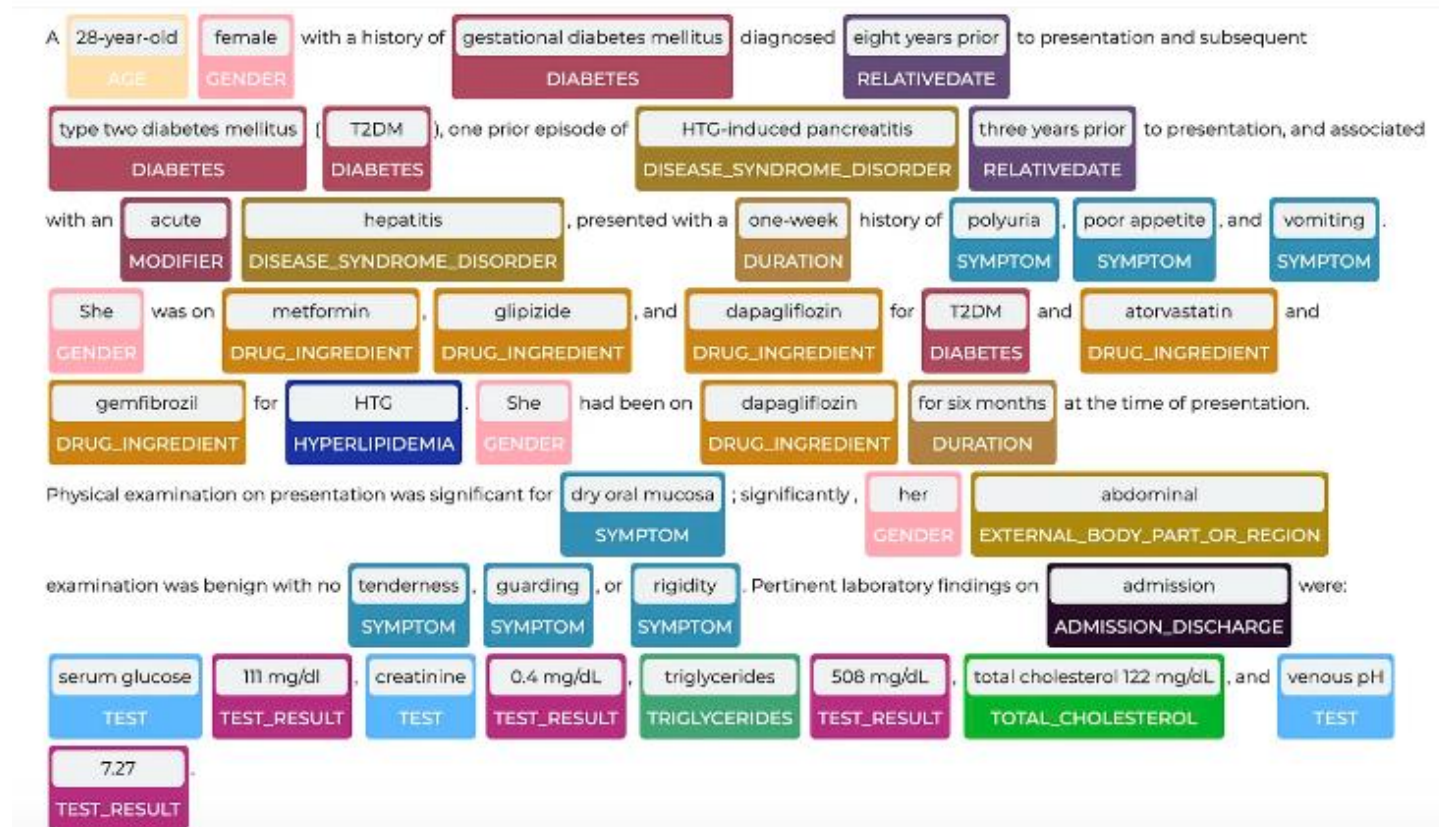 A 28-year-old female with a history of gestational diabetes mellitus diagnosed eight years prior to presentation and subsequent
AGE GENDER DIABETES RELATIVEDATE
type two diabetes mellitus ( T2DM ), one prior episode of HTG-induced pancreatitis three years prior to presentation, and associated
DIABETES DIABETES DISEASE_SYNDROME_DISORDER RELATIVEDATE
with an acute hepatitis , presented with a one-week history of polyuria , poor appetite , and vomiting .
MODIFIER DISEASE_SYNDROME_DISORDER DURATION SYMPTOM SYMPTOM SYMPTOM
She was on metformin , glipizide , and dapagliflozin for T2DM and atorvastatin and
GENDER DRUG_INGREDIENT DRUG_INGREDIENT DRUG_INGREDIENT DIABETES DRUG_INGREDIENT
gemfibrozil for HTG . She had been on dapagliflozin for six months at the time of presentation.
DRUG_INGREDIENT HYPERLIPIDEMIA GENDER DRUG_INGREDIENT DURATION
Physical examination on presentation was significant for dry oral mucosa ; significantly , her abdominal
SYMPTOM GENDER EXTERNAL_BODY_PART_OR_REGION
examination was benign with no tenderness , guarding , or rigidity . Pertinent laboratory findings on admission were:
SYMPTOM SYMPTOM SYMPTOM ADMISSION_DISCHARGE
serum glucose 111 mg/dl , creatinine 0.4 mg/dL , triglycerides 508 mg/dL , total cholesterol 122 mg/dL , and venous pH
TEST TEST_RESULT TEST TEST_RESULT TRIGLYCERIDES TEST_RESULT TOTAL_CHOLESTEROL TEST
7.27 .
TEST_RESULT